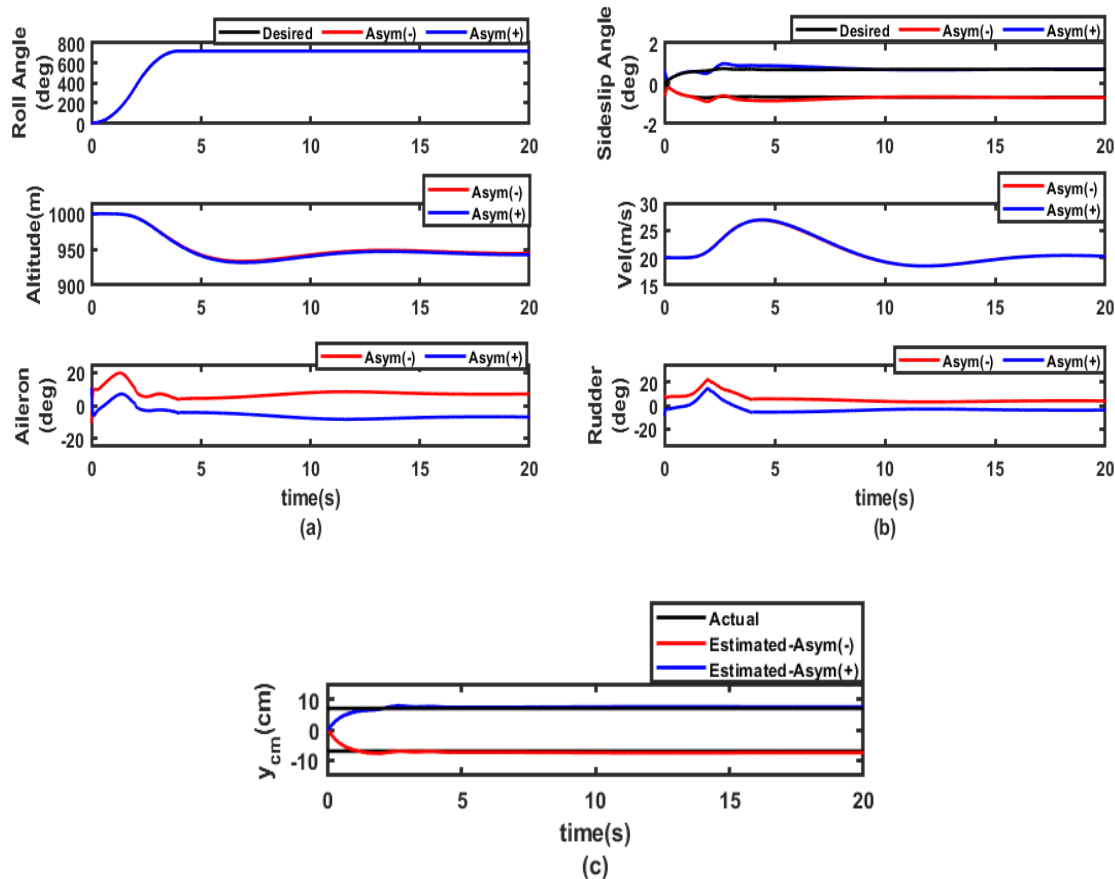 Desired Asym(-) Asym(+)
Roll Angle
(deg)
800
600
400
200
0
0 5 10 15 20
Asym(-)
Asym(+)
Altitude(m)
1000
950
900
0 5 10 15 20
Asym(-) Asym(+)
Aileron
(deg)
20
0
-20
0 5 10 15 20
time(s)
(a)
Desired Asym(-) Asym(+)
Sideslip Angle
(deg)
2
0
-2
0 5 10 15 20
Asym(-)
Asym(+)
Vel(m/s)
30
25
20
15
0 5 10 15 20
Asym(-) Asym(+)
Rudder
(deg)
20
0
-20
0 5 10 15 20
time(s)
(b)
Actual
Estimated-Asym(-)
Estimated-Asym(+)
ycm(cm)
10
0
-10
0 5 10 15 20
time(s)
(c)